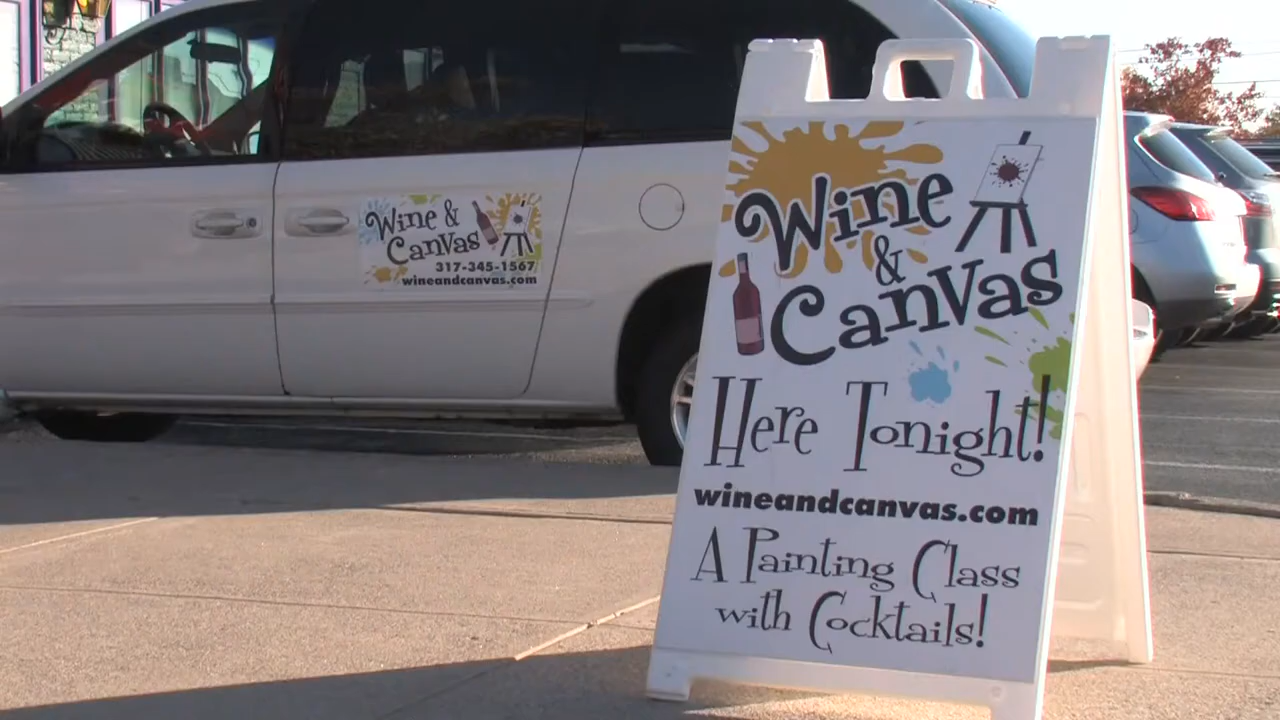 Wine &
Canvas
317-345-1567
wineandcanvas.com
Wine
&
Canvas
Here Tonight!
wineandcanvas.com
A Painting Class
with Cocktails!